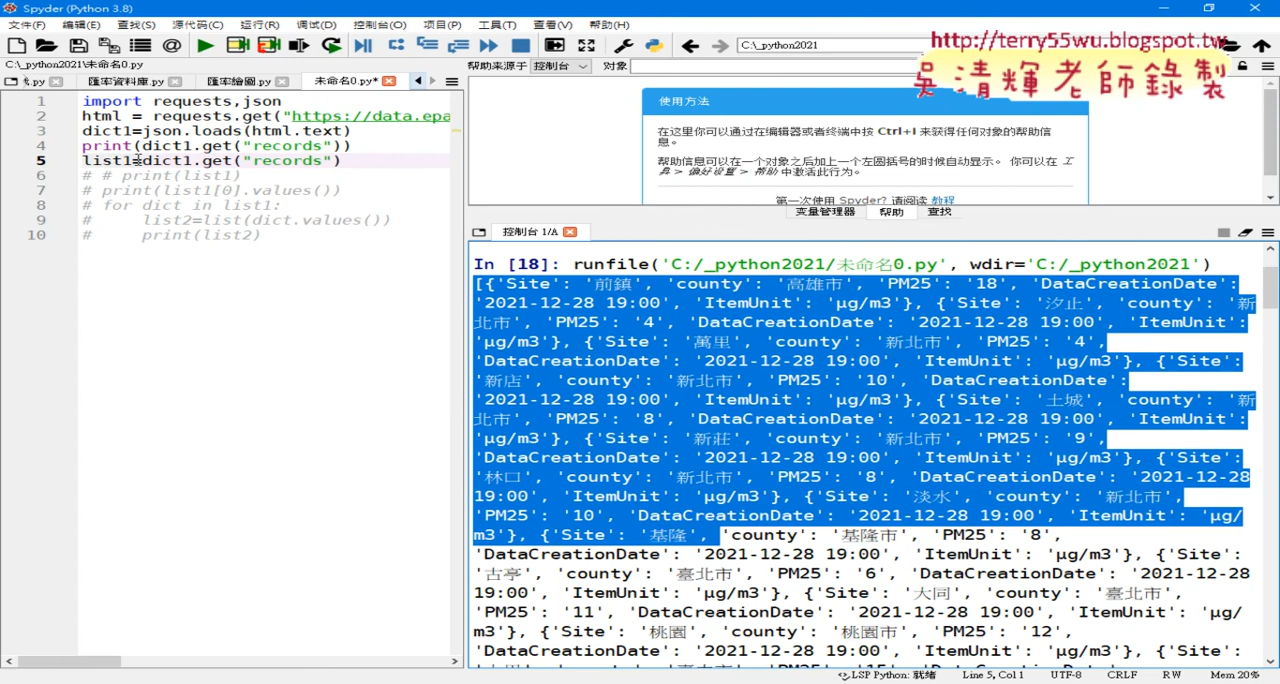 Spyder (Python 3.8)
文件(F) 编辑(E) 查找(S) 源代码(C) 运行(R) 调试(D) 控制台(O) 项目(P) 工具(T) 查看(V) 帮助(H)
C:\_python2021
http://terry55wu.blogspot.tw
吳清輝老師錄製
C:\_python2021\未命名0.py
帮助来源于 控制台 对象
.py 匯率資料庫.py 匯率繪圖.py 未命名0.py*
1 import requests,json
2 html = requests.get("https://data.epa
3 dict1=json.loads(html.text)
4 print(dict1.get("records"))
5 list1=dict1.get("records")
6 # # print(list1)
7 # print(list1[0].values())
8 # for dict in list1:
9 #     list2=list(dict.values())
10 #     print(list2)
使用方法
在这里你可以通过在编辑器或者终端中按 Ctrl+I 来获得任何对象的帮助信
息。
帮助信息可以在一个对象之后加上一个左圆括号的时候自动显示。 你可以在 工
具 > 偏好设置 > 帮助 中激活此行为。
第一次使用 Spyder? 请阅读 教程
变量管理器 帮助 查找
控制台 1/A
In [18]: runfile('C:/_python2021/未命名0.py', wdir='C:/_python2021')
[{'Site': '前鎮', 'county': '高雄市', 'PM25': '18', 'DataCreationDate':
'2021-12-28 19:00', 'ItemUnit': 'μg/m3'}, {'Site': '汐止', 'county': '新
北市', 'PM25': '4', 'DataCreationDate': '2021-12-28 19:00', 'ItemUnit':
'μg/m3'}, {'Site': '萬里', 'county': '新北市', 'PM25': '4',
'DataCreationDate': '2021-12-28 19:00', 'ItemUnit': 'μg/m3'}, {'Site':
'新店', 'county': '新北市', 'PM25': '10', 'DataCreationDate':
'2021-12-28 19:00', 'ItemUnit': 'μg/m3'}, {'Site': '土城', 'county': '新
北市', 'PM25': '8', 'DataCreationDate': '2021-12-28 19:00', 'ItemUnit':
'μg/m3'}, {'Site': '新莊', 'county': '新北市', 'PM25': '9',
'DataCreationDate': '2021-12-28 19:00', 'ItemUnit': 'μg/m3'}, {'Site':
'林口', 'county': '新北市', 'PM25': '8', 'DataCreationDate': '2021-12-28
19:00', 'ItemUnit': 'μg/m3'}, {'Site': '淡水', 'county': '新北市',
'PM25': '10', 'DataCreationDate': '2021-12-28 19:00', 'ItemUnit': 'μg/
m3'}, {'Site': '基隆', 'county': '基隆市', 'PM25': '8',
'DataCreationDate': '2021-12-28 19:00', 'ItemUnit': 'μg/m3'}, {'Site':
'古亭', 'county': '臺北市', 'PM25': '6', 'DataCreationDate': '2021-12-28
19:00', 'ItemUnit': 'μg/m3'}, {'Site': '大同', 'county': '臺北市',
'PM25': '11', 'DataCreationDate': '2021-12-28 19:00', 'ItemUnit': 'μg/
m3'}, {'Site': '桃園', 'county': '桃園市', 'PM25': '12',
'DataCreationDate': '2021-12-28 19:00', 'ItemUnit': 'μg/m3'}, {'Site':
LSP Python: 就绪 Line 5, Col 1 UTF-8 CRLF RW Mem 20%